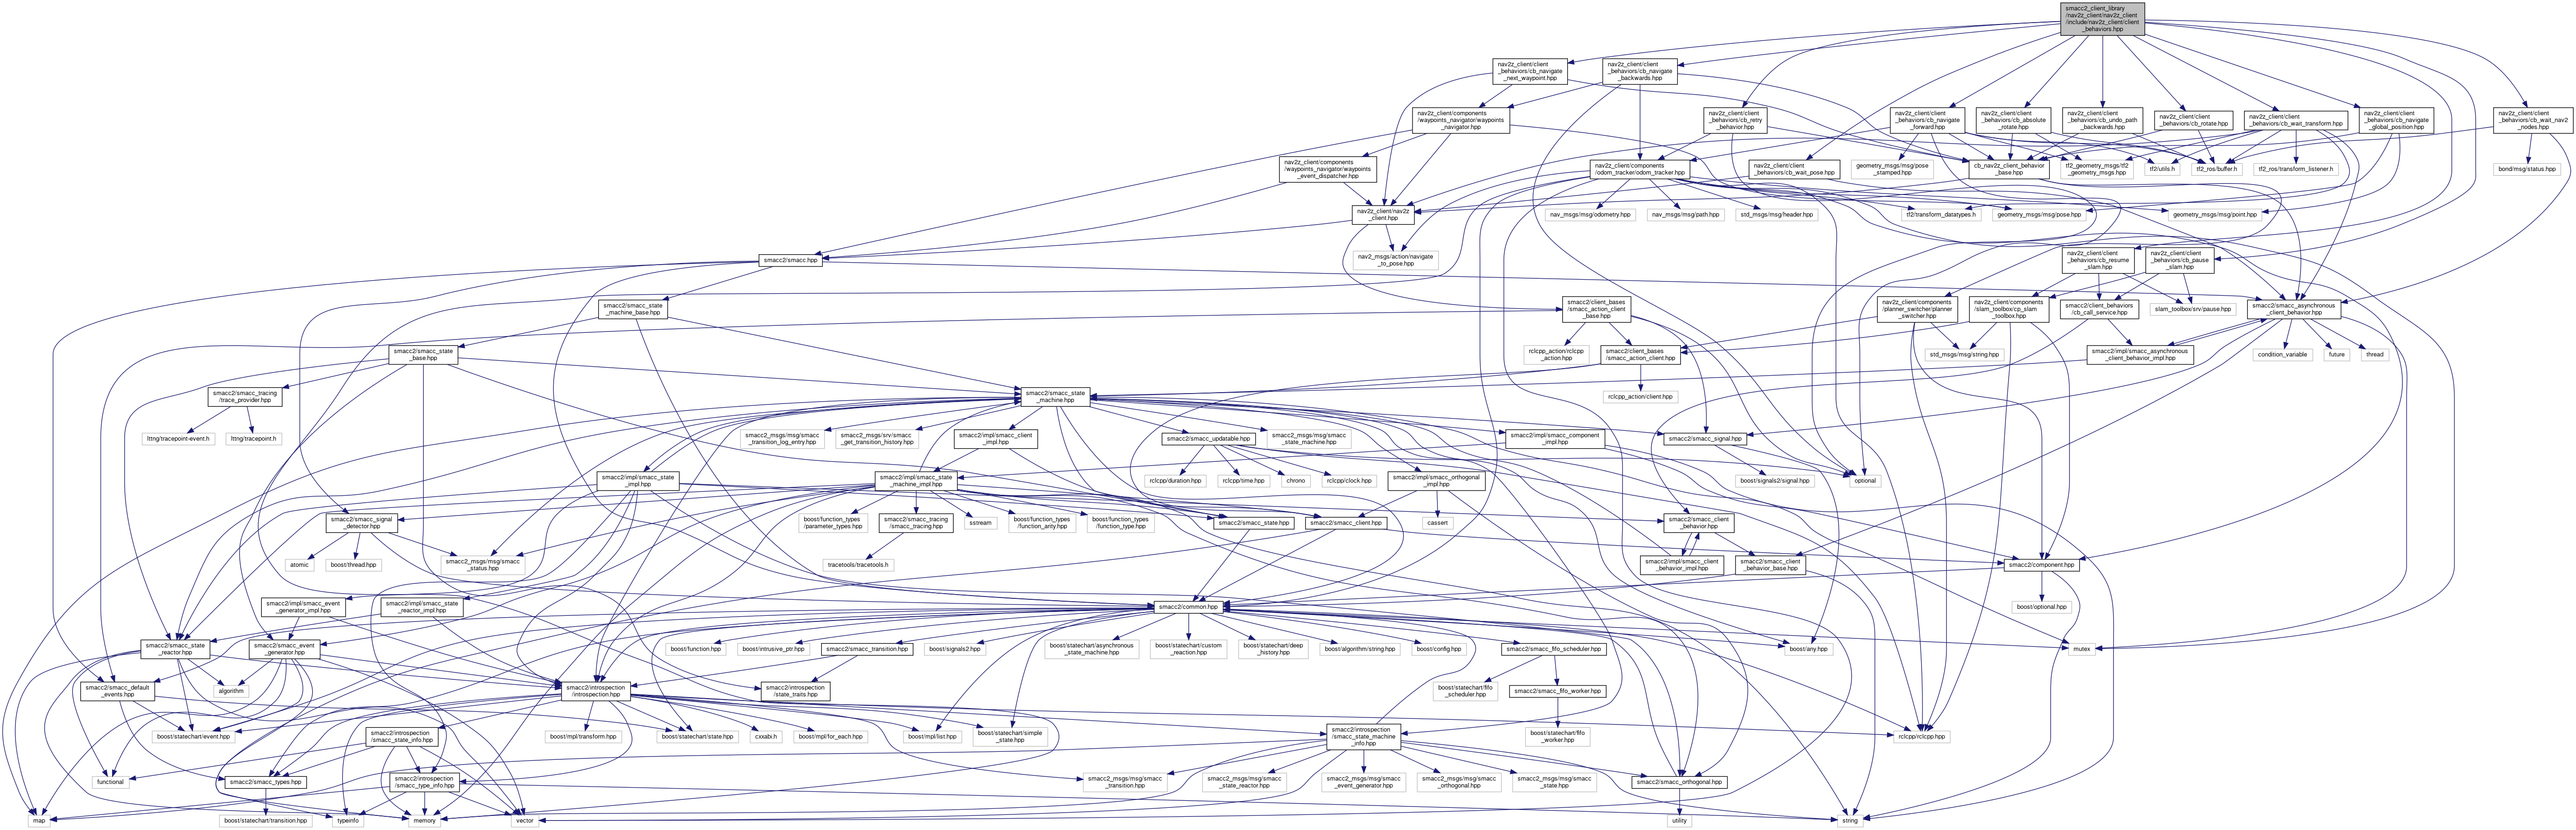 smacc2_client_library
/nav2z_client/nav2z_client
/include/nav2z_client/client
_behaviors.hpp
nav2z_client/client
_behaviors/cb_navigate
_next_waypoint.hpp
nav2z_client/client
_behaviors/cb_navigate
_backwards.hpp
nav2z_client/components
/waypoints_navigator/waypoints
_navigator.hpp
nav2z_client/client
_behaviors/cb_retry
_behavior.hpp
nav2z_client/client
_behaviors/cb_navigate
_forward.hpp
nav2z_client/client
_behaviors/cb_absolute
_rotate.hpp
nav2z_client/client
_behaviors/cb_undo_path
_backwards.hpp
nav2z_client/client
_behaviors/cb_rotate.hpp
nav2z_client/client
_behaviors/cb_wait_transform.hpp
nav2z_client/client
_behaviors/cb_navigate
_global_position.hpp
nav2z_client/client
_behaviors/cb_wait_nav2
_nodes.hpp
nav2z_client/components
/waypoints_navigator/waypoints
_event_dispatcher.hpp
nav2z_client/components
/odom_tracker/odom_tracker.hpp
nav2z_client/client
_behaviors/cb_wait_pose.hpp
geometry_msgs/msg/pose
_stamped.hpp
cb_nav2z_client_behavior
_base.hpp
tf2_geometry_msgs/tf2
_geometry_msgs.hpp
tf2/utils.h
tf2_ros/buffer.h
tf2_ros/transform_listener.h
bond/msg/status.hpp
nav2z_client/nav2z
_client.hpp
nav_msgs/msg/odometry.hpp
nav_msgs/msg/path.hpp
std_msgs/msg/header.hpp
tf2/transform_datatypes.h
geometry_msgs/msg/pose.hpp
geometry_msgs/msg/point.hpp
smacc2/smacc.hpp
nav2_msgs/action/navigate
_to_pose.hpp
nav2z_client/client
_behaviors/cb_resume
_slam.hpp
nav2z_client/client
_behaviors/cb_pause
_slam.hpp
smacc2/smacc_state
_machine_base.hpp
smacc2/client_bases
/smacc_action_client
_base.hpp
nav2z_client/components
/planner_switcher/planner
_switcher.hpp
nav2z_client/components
/slam_toolbox/cp_slam
_toolbox.hpp
smacc2/client_behaviors
/cb_call_service.hpp
slam_toolbox/srv/pause.hpp
smacc2/smacc_asynchronous
_client_behavior.hpp
smacc2/smacc_state
_base.hpp
rclcpp_action/rclcpp
_action.hpp
smacc2/client_bases
/smacc_action_client.hpp
std_msgs/msg/string.hpp
smacc2/impl/smacc_asynchronous
_client_behavior_impl.hpp
condition_variable
future
thread
smacc2/smacc_tracing
/trace_provider.hpp
smacc2/smacc_state
_machine.hpp
rclcpp_action/client.hpp
lttng/tracepoint-event.h
lttng/tracepoint.h
smacc2_msgs/msg/smacc
_transition_log_entry.hpp
smacc2_msgs/srv/smacc
_get_transition_history.hpp
smacc2/impl/smacc_client
_impl.hpp
smacc2/smacc_updatable.hpp
smacc2_msgs/msg/smacc
_state_machine.hpp
smacc2/impl/smacc_component
_impl.hpp
smacc2/smacc_signal.hpp
smacc2/impl/smacc_state
_impl.hpp
smacc2/impl/smacc_state
_machine_impl.hpp
rclcpp/duration.hpp
rclcpp/time.hpp
chrono
rclcpp/clock.hpp
smacc2/impl/smacc_orthogonal
_impl.hpp
boost/signals2/signal.hpp
optional
smacc2/smacc_signal
_detector.hpp
boost/function_types
/parameter_types.hpp
smacc2/smacc_tracing
/smacc_tracing.hpp
sstream
boost/function_types
/function_arity.hpp
boost/function_types
/function_type.hpp
smacc2/smacc_state.hpp
smacc2/smacc_client.hpp
cassert
smacc2/smacc_client
_behavior.hpp
atomic
boost/thread.hpp
smacc2_msgs/msg/smacc
_status.hpp
tracetools/tracetools.h
smacc2/impl/smacc_client
_behavior_impl.hpp
smacc2/smacc_client
_behavior_base.hpp
smacc2/component.hpp
smacc2/impl/smacc_event
_generator_impl.hpp
smacc2/impl/smacc_state
_reactor_impl.hpp
smacc2/common.hpp
boost/optional.hpp
smacc2/smacc_state
_reactor.hpp
smacc2/smacc_event
_generator.hpp
boost/function.hpp
boost/intrusive_ptr.hpp
smacc2/smacc_transition.hpp
boost/signals2.hpp
boost/statechart/asynchronous
_state_machine.hpp
boost/statechart/custom
_reaction.hpp
boost/statechart/deep
_history.hpp
boost/algorithm/string.hpp
boost/config.hpp
smacc2/smacc_fifo_scheduler.hpp
boost/any.hpp
mutex
smacc2/smacc_default
_events.hpp
algorithm
smacc2/introspection
/introspection.hpp
smacc2/introspection
/state_traits.hpp
boost/statechart/fifo
_scheduler.hpp
smacc2/smacc_fifo_worker.hpp
boost/statechart/event.hpp
smacc2/introspection
/smacc_state_info.hpp
boost/mpl/transform.hpp
boost/statechart/state.hpp
cxxabi.h
boost/mpl/for_each.hpp
boost/mpl/list.hpp
boost/statechart/simple
_state.hpp
smacc2/introspection
/smacc_state_machine
_info.hpp
boost/statechart/fifo
_worker.hpp
rclcpp/rclcpp.hpp
functional
smacc2/smacc_types.hpp
smacc2/introspection
/smacc_type_info.hpp
smacc2_msgs/msg/smacc
_transition.hpp
smacc2_msgs/msg/smacc
_state_reactor.hpp
smacc2_msgs/msg/smacc
_event_generator.hpp
smacc2_msgs/msg/smacc
_orthogonal.hpp
smacc2_msgs/msg/smacc
_state.hpp
smacc2/smacc_orthogonal.hpp
map
boost/statechart/transition.hpp
typeinfo
memory
vector
utility
string